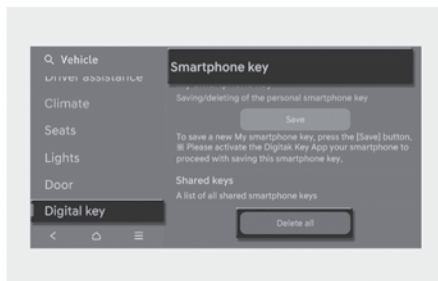 Vehicle
Driver assistance
Climate
Seats
Lights
Door
Digital key
Smartphone key
Saving/deleting of the personal smartphone key
Save
To save a new My smartphone key, press the [Save] button.
※ Please activate the Digitak Key App your smartphone to
proceed with saving this smartphone key.
Shared keys
A list of all shared smartphone keys
Delete all